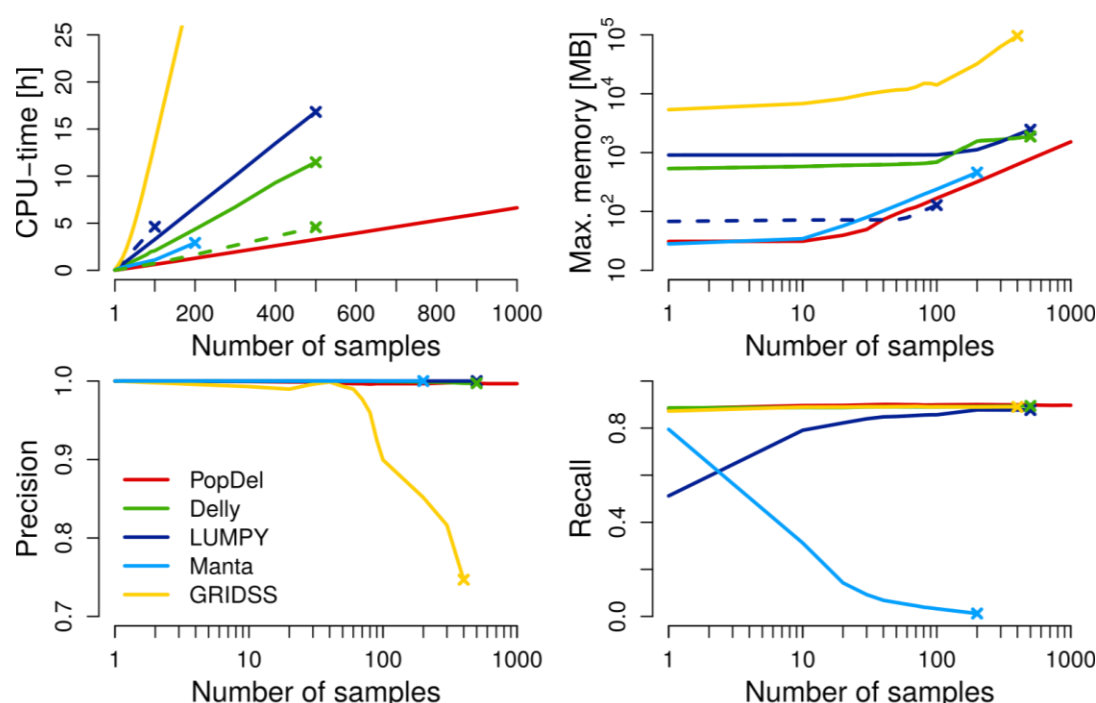 CPU-time [h]
25
20
15
10
5
0
1
200
400
600
800
1000
Number of samples
Max. memory [MB]
10^5
10^4
10^3
10^2
10
1
10
100
1000
Number of samples
Precision
1.0
0.9
0.8
0.7
PopDel
Delly
LUMPY
Manta
GRIDSS
1
10
100
1000
Number of samples
Recall
0.8
0.4
0.0
1
10
100
1000
Number of samples